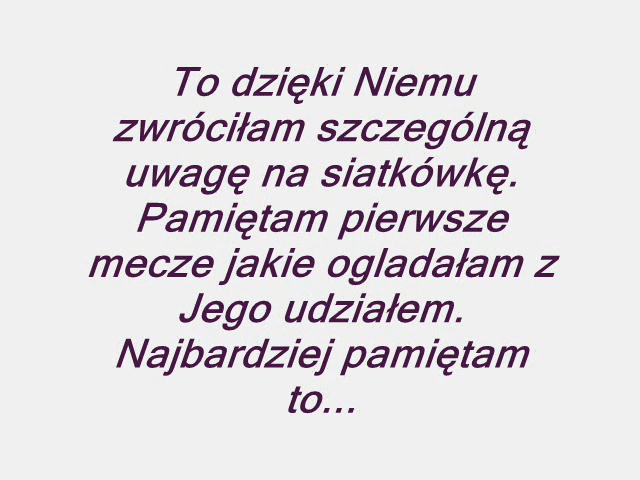 To dzięki Niemu
zwróciłam szczególną
uwagę na siatkówkę.
Pamiętam pierwsze
mecze jakie ogladałam z
Jego udziałem.
Najbardziej pamiętam
to...